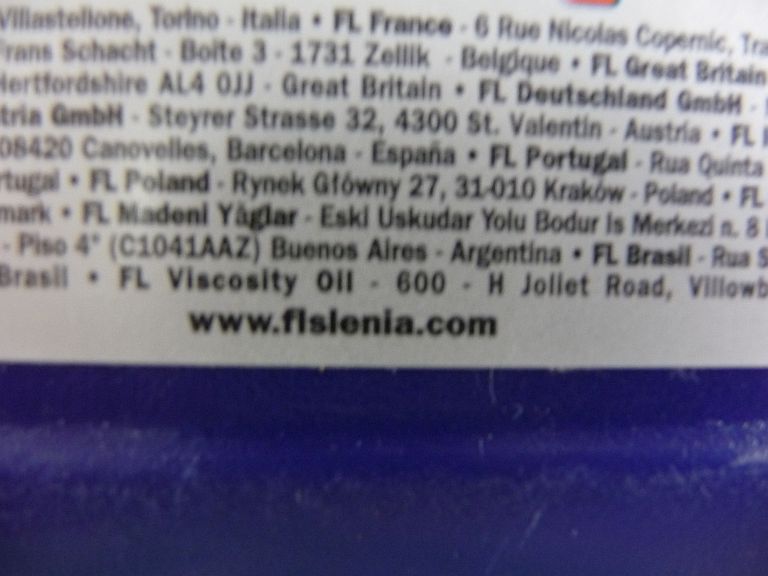 Villastellone, Torino - Italia • FL France - 6 Rue Nicolas Copernic,
Frans Schacht - Boite 3 - 1731 Zellik - Belgique • FL Great Britain
Hertfordshire AL4 0JJ - Great Britain • FL Deutschland GmbH -
tria GmbH - Steyrer Strasse 32, 4300 St. Valentin - Austria • FL
08420 Canovelles, Barcelona - España • FL Portugal - Rua Quinta
rtugal • FL Poland - Rynek Główny 27, 31-010 Kraków - Poland • FL
mark • FL Madeni Yäglar - Eski Uskudar Yolu Bodur Is Merkezi n. 8
- Piso 4° (C1041AAZ) Buenos Aires - Argentina • FL Brasil - Rua S
Brasil • FL Viscosity Oil - 600 - H Joliet Road, Villowb
www.flslenia.com